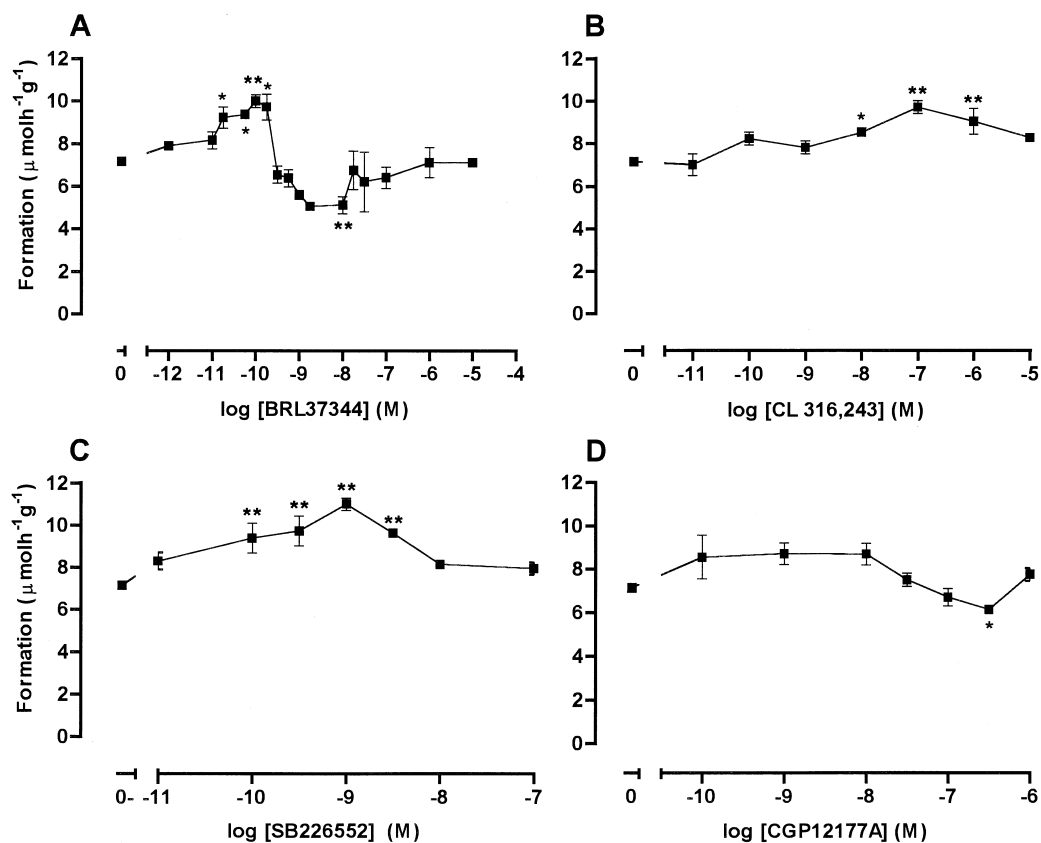 A
12
10
8
6
4
2
0
Formation (μmolh⁻¹g⁻¹)
*
*
**
*
**
0 -12 -11 -10 -9 -8 -7 -6 -5 -4
log [BRL37344] (M)
B
12
10
8
6
4
2
0
*
**
**
0 -11 -10 -9 -8 -7 -6 -5
log [CL 316,243] (M)
C
12
10
8
6
4
2
0
Formation (μmolh⁻¹g⁻¹)
**
**
**
**
0- -11 -10 -9 -8 -7
log [SB226552] (M)
D
12
10
8
6
4
2
0
*
0 -10 -9 -8 -7 -6
log [CGP12177A] (M)